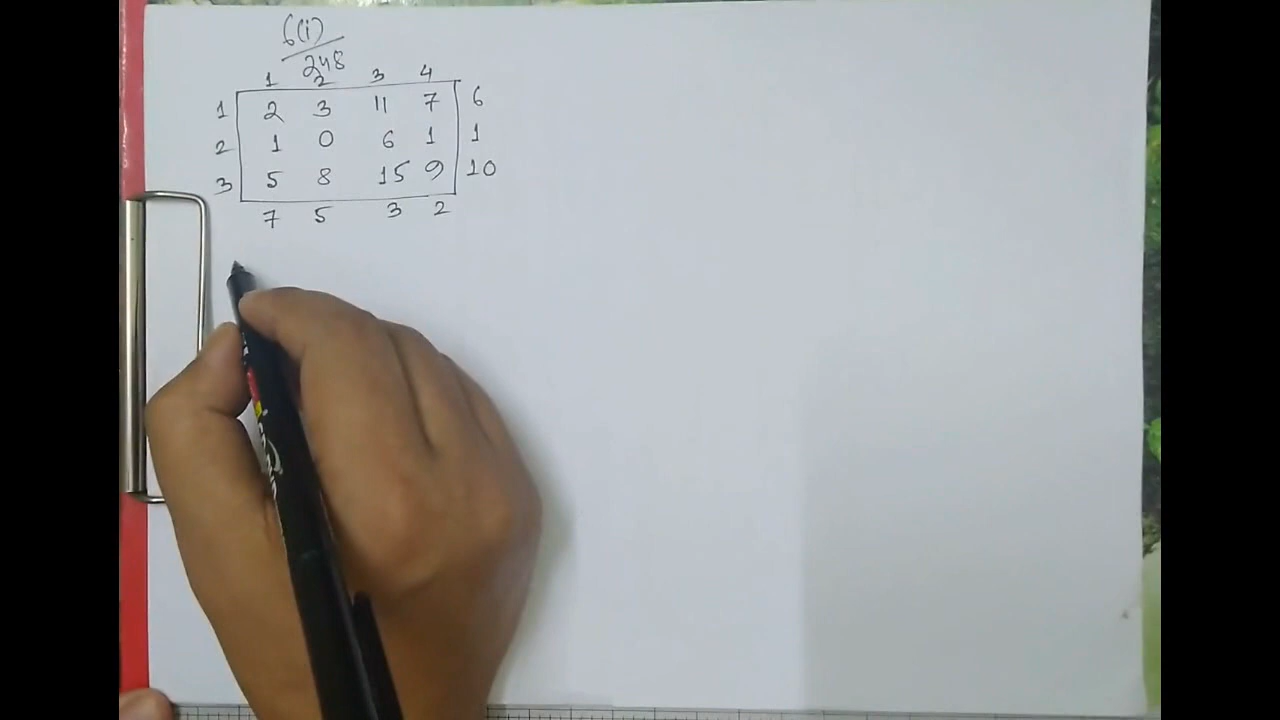 6(i)
248
1 2 3 4
1 2 3 11 7 6
2 1 0 6 1 1
3 5 8 15 9 10
7 5 3 2